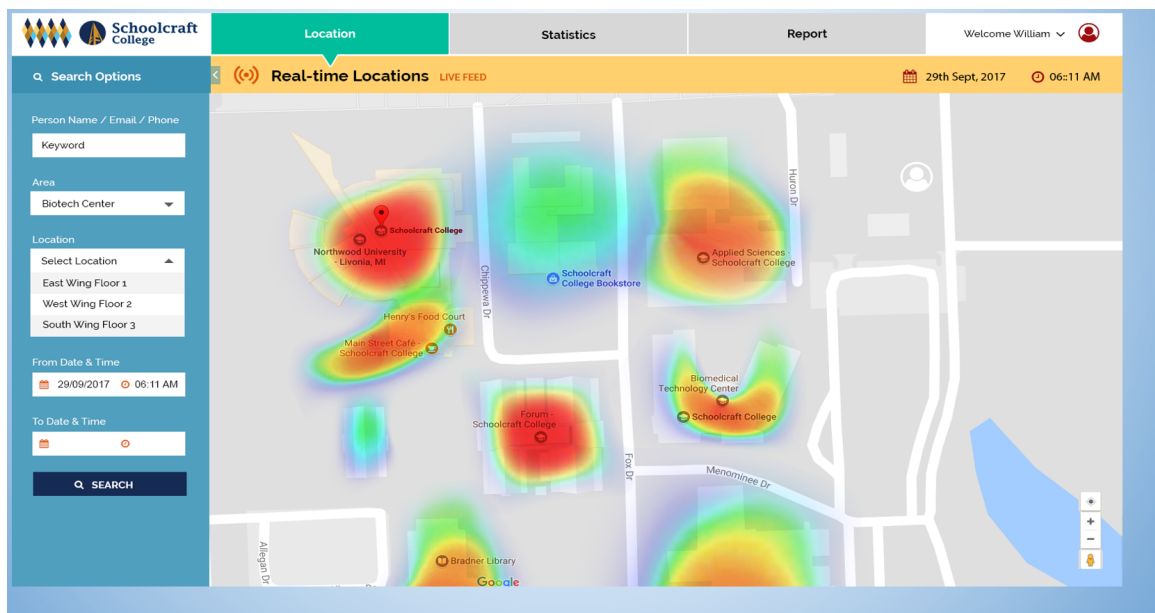 Schoolcraft
College
Location
Statistics
Report
Welcome William
Search Options
Real-time Locations LIVE FEED
29th Sept, 2017
06::11 AM
Person Name / Email / Phone
Keyword
Area
Biotech Center
Location
Select Location
East Wing Floor 1
West Wing Floor 2
South Wing Floor 3
From Date & Time
29/09/2017 06:11 AM
To Date & Time
SEARCH
Schoolcraft College
Northwood University
- Livonia, MI
Schoolcraft
College Bookstore
Applied Sciences -
Schoolcraft College
Huron Dr
Chippewa Dr
Henry's Food Court
Main Street Café -
Schoolcraft College
Biomedical
Technology Center
Schoolcraft College
Forum -
Schoolcraft College
Fox Dr
Menominee Dr
Allegan Dr
Bradner Library
Google
+
−